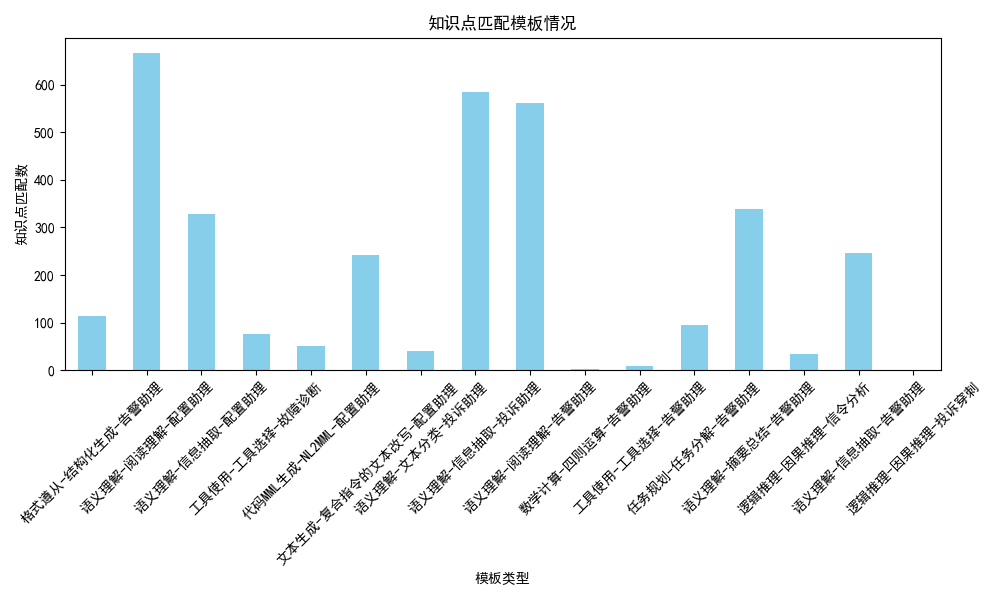 知识点匹配模板情况
知识点匹配数
600
500
400
300
200
100
0
格式遵从-结构化生成-告警助理
语义理解-阅读理解-配置助理
语义理解-信息抽取-配置助理
工具使用-工具选择-故障诊断
代码MML生成-NL2MML-配置助理
文本生成-复合指令的文本改写-配置助理
语义理解-文本分类-投诉助理
语义理解-信息抽取-投诉助理
语义理解-阅读理解-告警助理
数学计算-四则运算-告警助理
工具使用-工具选择-告警助理
任务规划-任务分解-告警助理
语义理解-摘要总结-告警助理
逻辑推理-因果推理-信令分析
语义理解-信息抽取-告警助理
逻辑推理-因果推理-投诉穿刺
模板类型